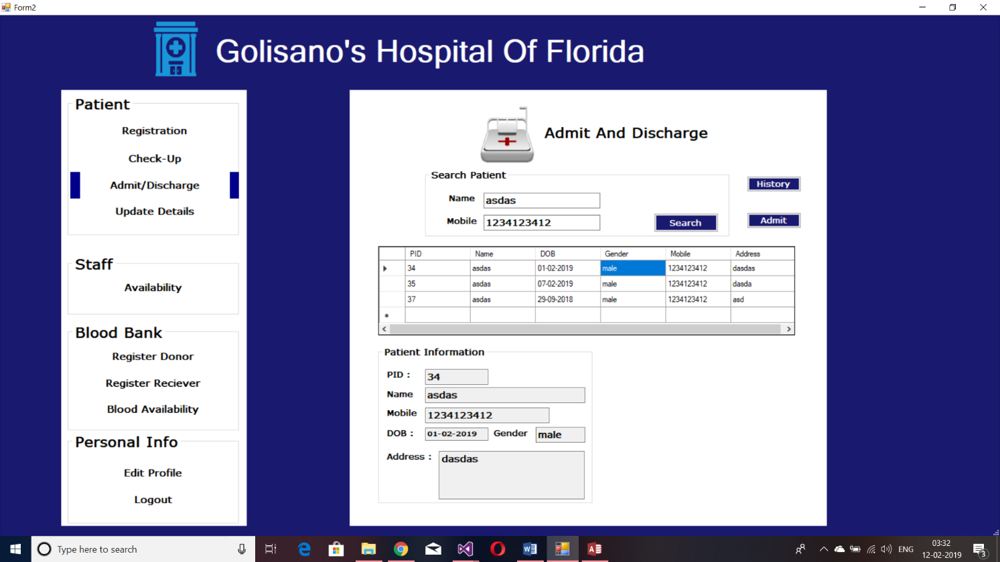 Form2
Golisano's Hospital Of Florida
Patient
Registration
Check-Up
Admit/Discharge
Update Details
Staff
Availability
Blood Bank
Register Donor
Register Reciever
Blood Availability
Personal Info
Edit Profile
Logout
Admit And Discharge
Search Patient
Name asdas
Mobile 1234123412
Search
History
Admit
PID Name DOB Gender Mobile Address
34 asdas 01-02-2019 male 1234123412 dasdas
35 asdas 07-02-2019 male 1234123412 dasda
37 asdas 29-09-2018 male 1234123412 asd
Patient Information
PID : 34
Name asdas
Mobile 1234123412
DOB : 01-02-2019 Gender male
Address : dasdas
Type here to search
ENG
03:32
12-02-2019
3